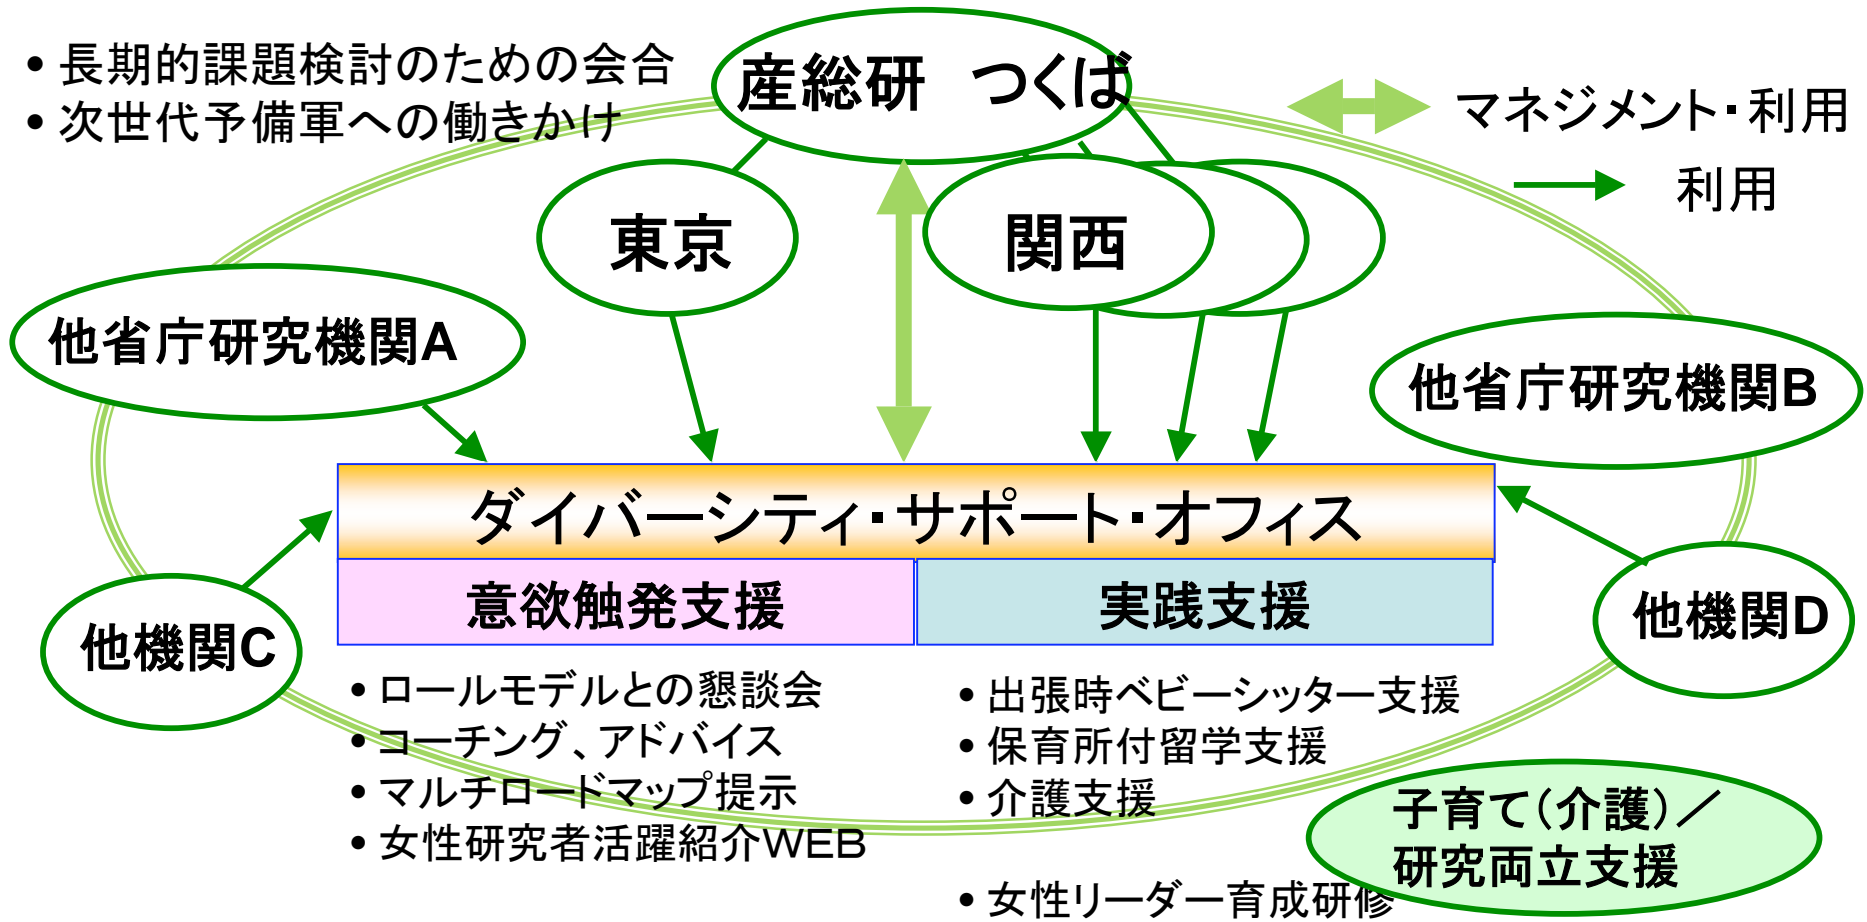 • 長期的課題検討のための会合
• 次世代予備軍への働きかけ
産総研　つくば
マネジメント・利用
利用
東京
関西
他省庁研究機関A
他省庁研究機関B
ダイバーシティ・サポート・オフィス
意欲触発支援
実践支援
他機関C
他機関D
• ロールモデルとの懇談会
• コーチング、アドバイス
• マルチロードマップ提示
• 女性研究者活躍紹介WEB
• 出張時ベビーシッター支援
• 保育所付留学支援
• 介護支援
• 女性リーダー育成研修
子育て（介護）／
研究両立支援